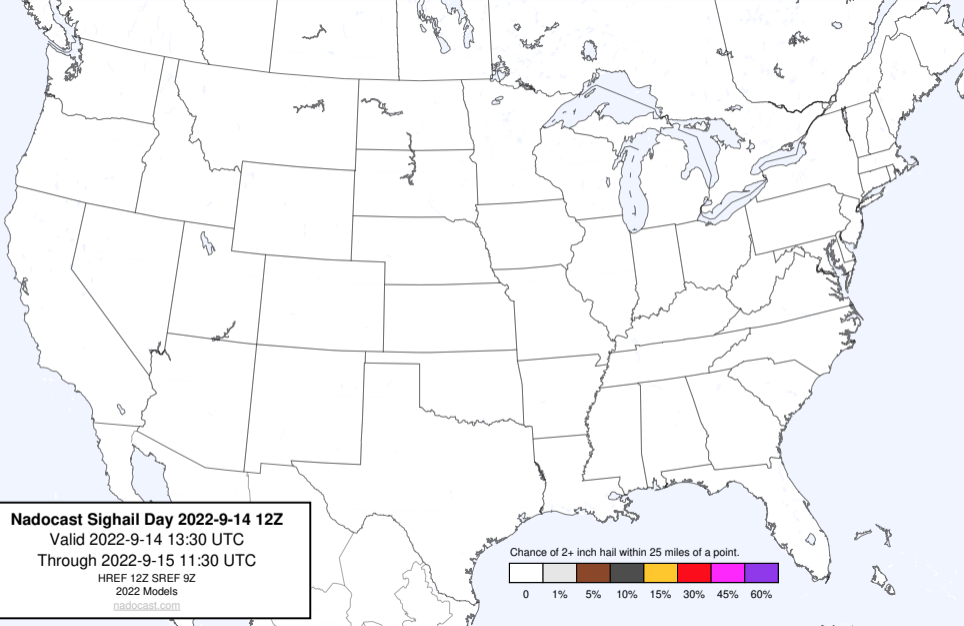 Nadocast Sighail Day 2022-9-14 12Z
Valid 2022-9-14 13:30 UTC
Through 2022-9-15 11:30 UTC
HREF 12Z SREF 9Z
2022 Models
nadocast.com
Chance of 2+ inch hail within 25 miles of a point.
0 1% 5% 10% 15% 30% 45% 60%